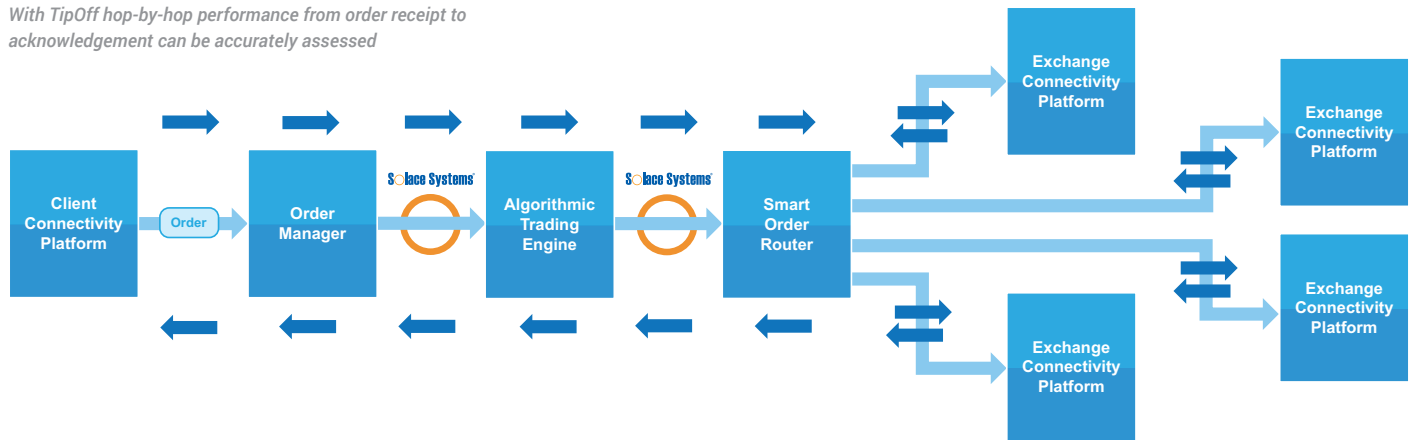 With TipOff hop-by-hop performance from order receipt to
acknowledgement can be accurately assessed
Client
Connectivity
Platform
Order
Order
Manager
Solace Systems
Algorithmic
Trading
Engine
Solace Systems
Smart
Order
Router
Exchange
Connectivity
Platform
Exchange
Connectivity
Platform
Exchange
Connectivity
Platform
Exchange
Connectivity
Platform